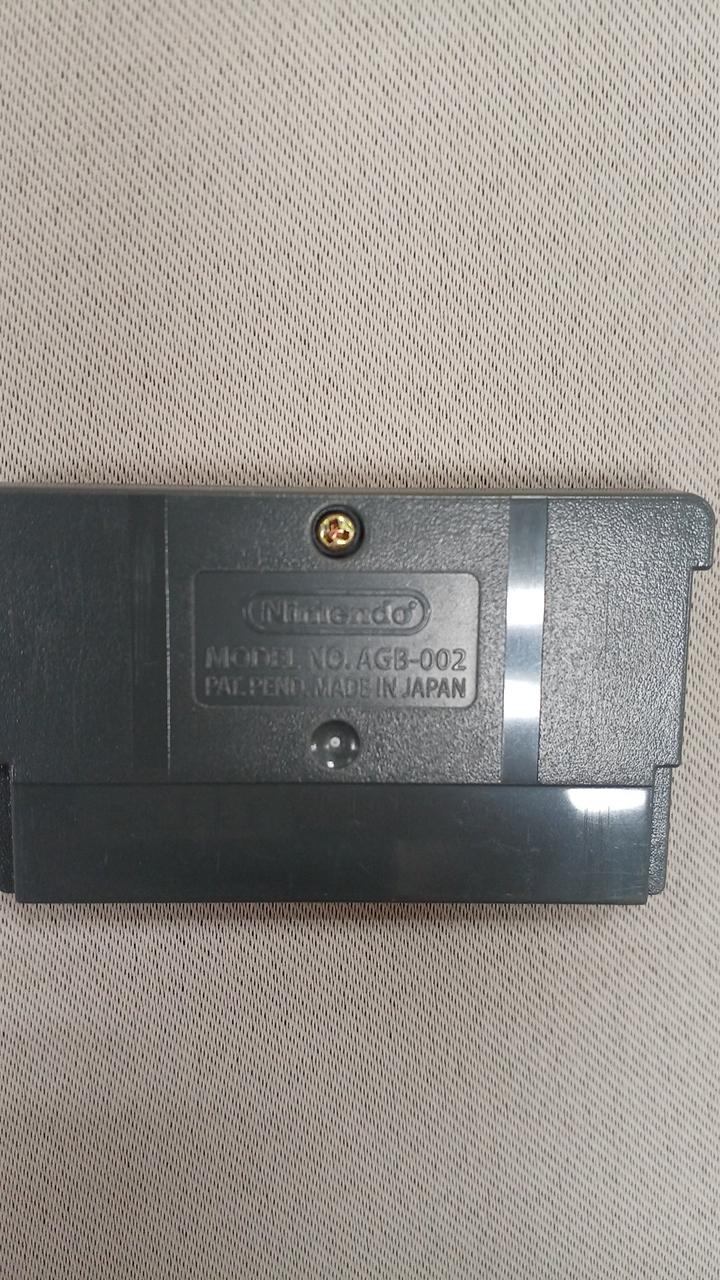 Nintendo®
MODEL NO. AGB-002
PAT. PEND. MADE IN JAPAN